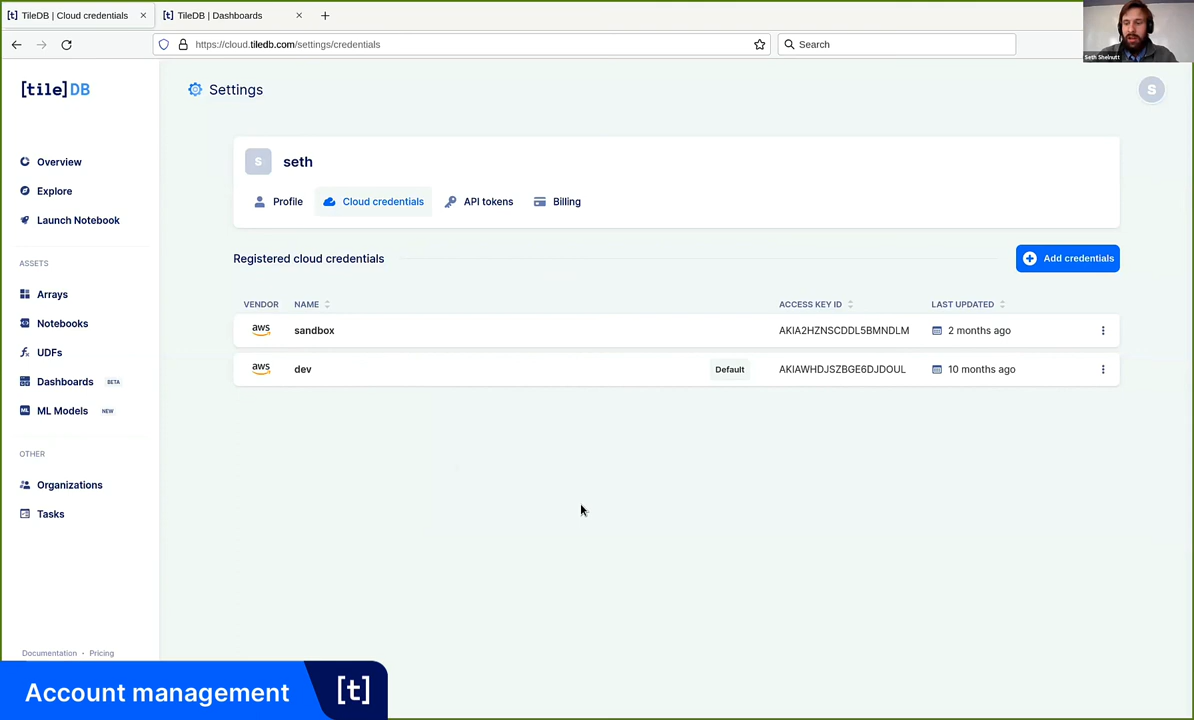 [t] TileDB | Cloud credentials
[t] TileDB | Dashboards
https://cloud.tiledb.com/settings/credentials
Search
Seth Shelnutt
[tile]DB
Settings
S
Overview
Explore
Launch Notebook
ASSETS
Arrays
Notebooks
UDFs
Dashboards BETA
ML Models NEW
OTHER
Organizations
Tasks
Documentation • Pricing
S seth
Profile Cloud credentials API tokens Billing
Registered cloud credentials Add credentials
VENDOR NAME ACCESS KEY ID LAST UPDATED
aws sandbox AKIA2HZNSCDDL5BMNDLM 2 months ago
aws dev Default AKIAWHDJSZBGE6DJDOUL 10 months ago
Account management [t]